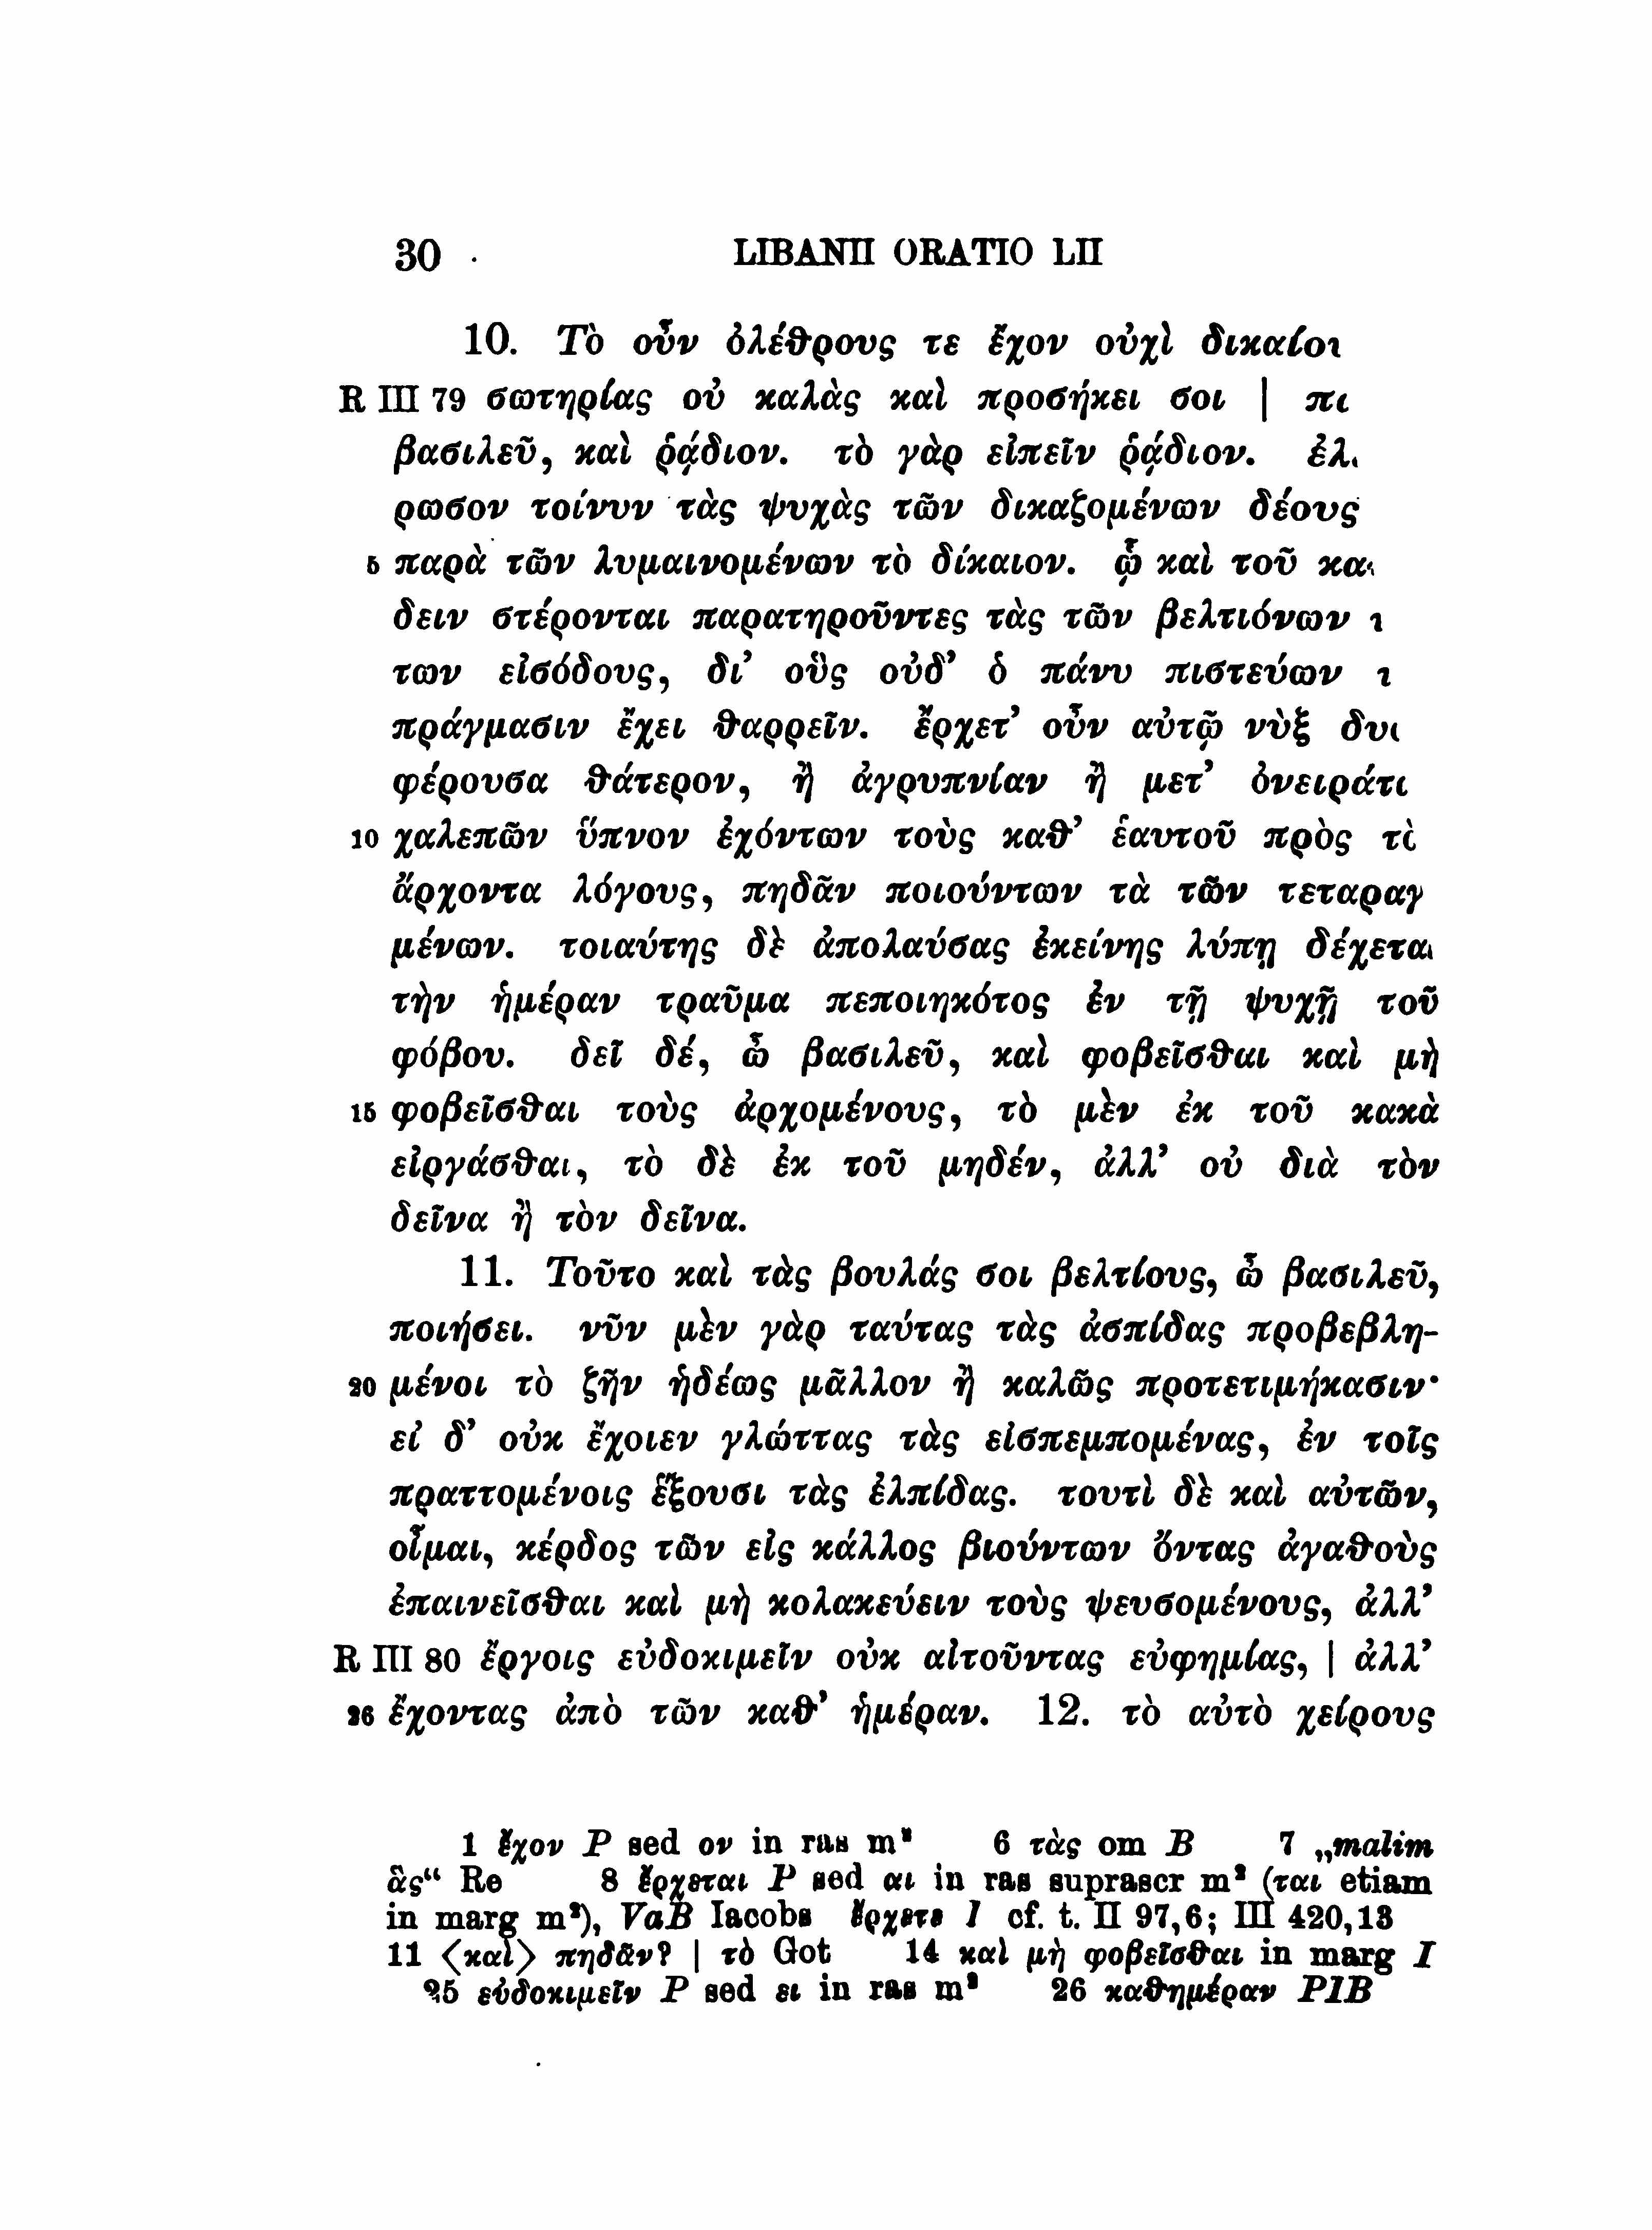 30 LIBANII ORATIO LII
10. Τὸ οὖν ὀλέθρους τε ἔχον οὐχὶ
R III 79 σωτηρίας οὐ καλὰς καὶ προσήκει σοι |
βασιλεῦ, καὶ ῥᾴδιον. τὸ γὰρ εἰπεῖν ῥᾴδιον.
ρωσον τοίνυν τὰς ψυχὰς τῶν δικαζομένων δέους
5 παρὰ τῶν λυμαινομένων τὸ δίκαιον. ᾧ καὶ τοῦ
δειν στέρονται παρατηροῦντες τὰς τῶν βελτιόνων
των εἰσόδους, δι' οὓς οὐδ' ὁ πάνυ πιστεύων
πράγμασιν ἔχει θαρρεῖν. ἔρχετ' οὖν αὐτῷ νὺξ
φέρουσα θάτερον, ἢ ἀγρυπνίαν ἢ μετ'
10 χαλεπῶν ὕπνον ἐχόντων τοὺς καθ' ἑαυτοῦ πρὸς
ἄρχοντα λόγους, πηδᾶν ποιούντων τὰ τῶν τεταραγ
μένων. τοιαύτης δὲ ἀπολαύσας ἐκείνης λύπῃ δέχεται
τὴν ἡμέραν τραῦμα πεποιηκότος ἐν τῇ ψυχῇ τοῦ
φόβου. δεῖ δέ, ὦ βασιλεῦ, καὶ φοβεῖσθαι καὶ μὴ
15 φοβεῖσθαι τοὺς ἀρχομένους, τὸ μὲν ἐκ τοῦ κακὰ
εἰργάσθαι, τὸ δὲ ἐκ τοῦ μηδέν, ἀλλ' οὐ διὰ τὸν
δεῖνα ἢ τὸν δεῖνα.
11. Τοῦτο καὶ τὰς βουλάς σοι βελτίους, ὦ βασιλεῦ,
ποιήσει. νῦν μὲν γὰρ ταύτας τὰς ἀσπίδας προβεβλη-
20 μένοι τὸ ζῆν ἡδέως μᾶλλον ἢ καλῶς προτετιμήκασιν·
εἰ δ' οὐκ ἔχοιεν γλώττας τὰς εἰσπεμπομένας, ἐν τοῖς
πραττομένοις ἕξουσι τὰς ἐλπίδας. τουτὶ δὲ καὶ αὐτῶν,
οἶμαι, κέρδος τῶν εἰς κάλλος βιούντων ὄντας ἀγαθοὺς
ἐπαινεῖσθαι καὶ μὴ κολακεύειν τοὺς ψευσομένους, ἀλλ'
R III 80 ἔργοις εὐδοκιμεῖν οὐκ αἰτοῦντας εὐφημίας, | ἀλλ'
26 ἔχοντας ἀπὸ τῶν καθ' ἡμέραν. 12. τὸ αὐτὸ χείρους
1 ἔχον P sed ον in ras m² 6 τὰς om B 7 „malim
ἃς“ Re 8 ἔρχεται P sed αι in ras suprascr m² (ται etiam
in marg m²), VaB Iacobs ἔρχετε I cf. t. II 97,6; III 420,13
11 ⟨καὶ⟩ πηδᾶν? | τὸ Got 14 καὶ μὴ φοβεῖσθαι in marg I
25 εὐδοκιμεῖν P sed ει in ras m² 26 καθημέραν PIB